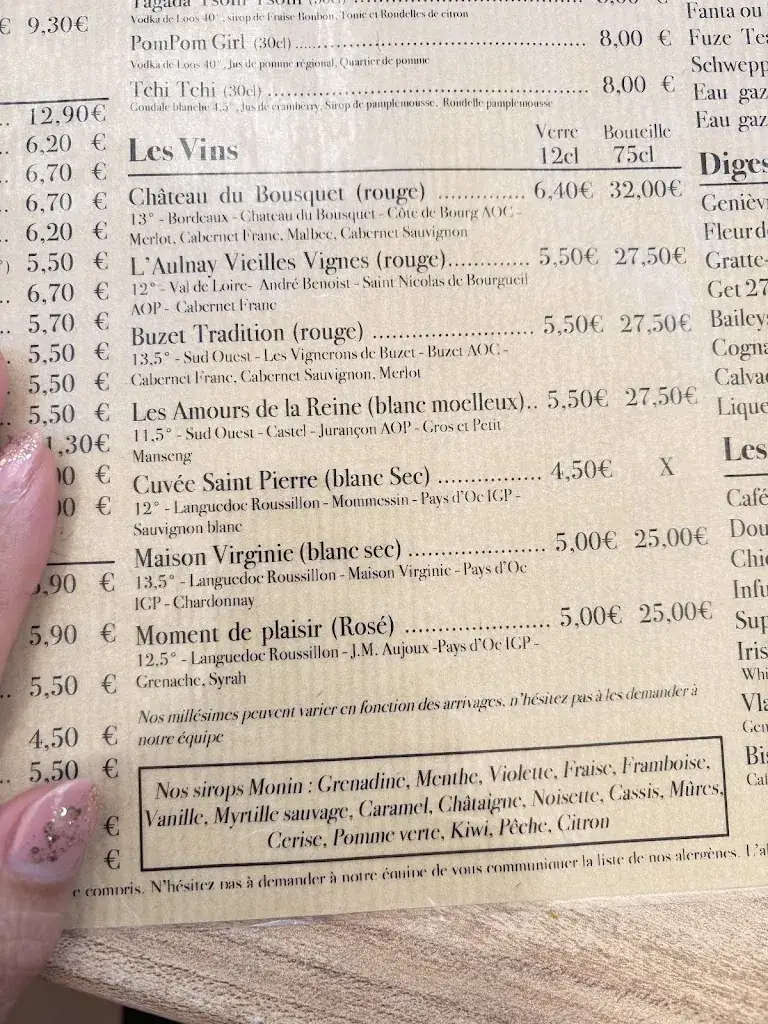 9,30€
12,90€
6,20 €
6,70 €
6,70 €
6,20 €
5,50 €
6,70 €
5,70 €
5,50 €
5,50 €
5,50 €
,30€
00 €
00 €
,90 €
5,90 €
5,50 €
4,50 €
5,50 €
€
€
Vodka de Loos 40°, sirop de Fraise Bonbon, Tonic et Rondelles de citron
PomPom Girl (30cl) 8,00 €
Vodka de Loos 40°, Jus de pomme régional, Quartier de pomme
Tchi Tchi (30cl) 8,00 €
Goudale blanche 4,5°, Jus de cramberry, Sirop de pamplemousse, Rondelle pamplemousse
Les Vins
Verre Bouteille
12cl 75cl
Château du Bousquet (rouge) 6,40€ 32,00€
13° - Bordeaux - Chateau du Bousquet - Côte de Bourg AOC -
Merlot, Cabernet Franc, Malbec, Cabernet Sauvignon
L'Aulnay Vieilles Vignes (rouge) 5,50€ 27,50€
12° - Val de Loire- André Benoist - Saint Nicolas de Bourgueil
AOP - Cabernet Franc
Buzet Tradition (rouge) 5,50€ 27,50€
13,5° - Sud Ouest - Les Vignerons de Buzet - Buzet AOC -
Cabernet Franc, Cabernet Sauvignon, Merlot
Les Amours de la Reine (blanc moelleux).. 5,50€ 27,50€
11,5° - Sud Ouest - Castel - Jurançon AOP - Gros et Petit
Manseng
Cuvée Saint Pierre (blanc Sec) 4,50€ X
12° - Languedoc Roussillon - Mommessin - Pays d'Oc IGP -
Sauvignon blanc
Maison Virginie (blanc sec) 5,00€ 25,00€
13,5° - Languedoc Roussillon - Maison Virginie - Pays d'Oc
IGP - Chardonnay
Moment de plaisir (Rosé) 5,00€ 25,00€
12,5° - Languedoc Roussillon - J.M. Aujoux -Pays d'Oc IGP -
Grenache, Syrah
Nos millésimes peuvent varier en fonction des arrivages, n'hésitez pas à les demander à
notre équipe
Nos sirops Monin : Grenadine, Menthe, Violette, Fraise, Framboise,
Vanille, Myrtille sauvage, Caramel, Châtaigne, Noisette, Cassis, Mûres,
Cerise, Pomme verte, Kiwi, Pêche, Citron
e compris. N'hésitez pas à demander à notre équipe de vous communiquer la liste de nos alergènes. L'al
Fanta ou
Fuze Tea
Schwepp
Eau gaz
Eau gaz
Diges
Genièv
Fleur d
Gratte-
Get 27
Baileys
Cogna
Calva
Lique
Les
Café
Dou
Chi
Infu
Sup
Iris
Whi
Vla
Gen
Bis
Caf